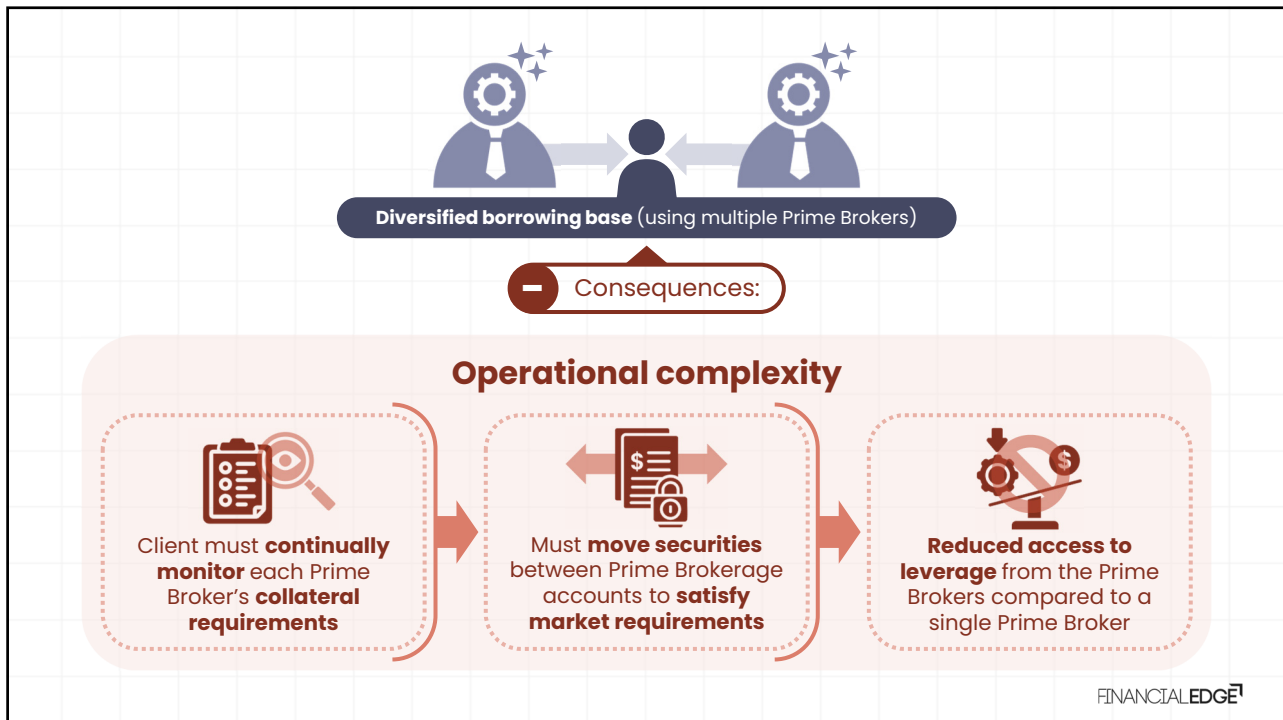 Diversified borrowing base (using multiple Prime Brokers)
Consequences:
Operational complexity
Client must continually
monitor each Prime
Broker's collateral
requirements
$
Must move securities
between Prime Brokerage
accounts to satisfy
market requirements
$
Reduced access to
leverage from the Prime
Brokers compared to a
single Prime Broker
FINANCIALEDGE